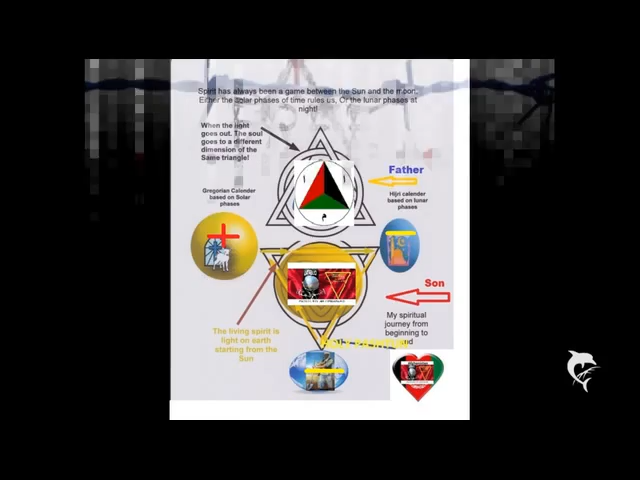 Spirit has always been a game between the Sun and the moon.
Either the solar phases of time rules us, Or the lunar phases at
night!
When the light
goes out. The soul
goes to a different
dimension of the
Same triangle!
Father
Gregorian Calender
based on Solar
phases
Hijri calender
based on lunar
phases
ا
ا
م
Son
My spiritual
journey from
beginning to
The living spirit is
light on earth
starting from the
Sun